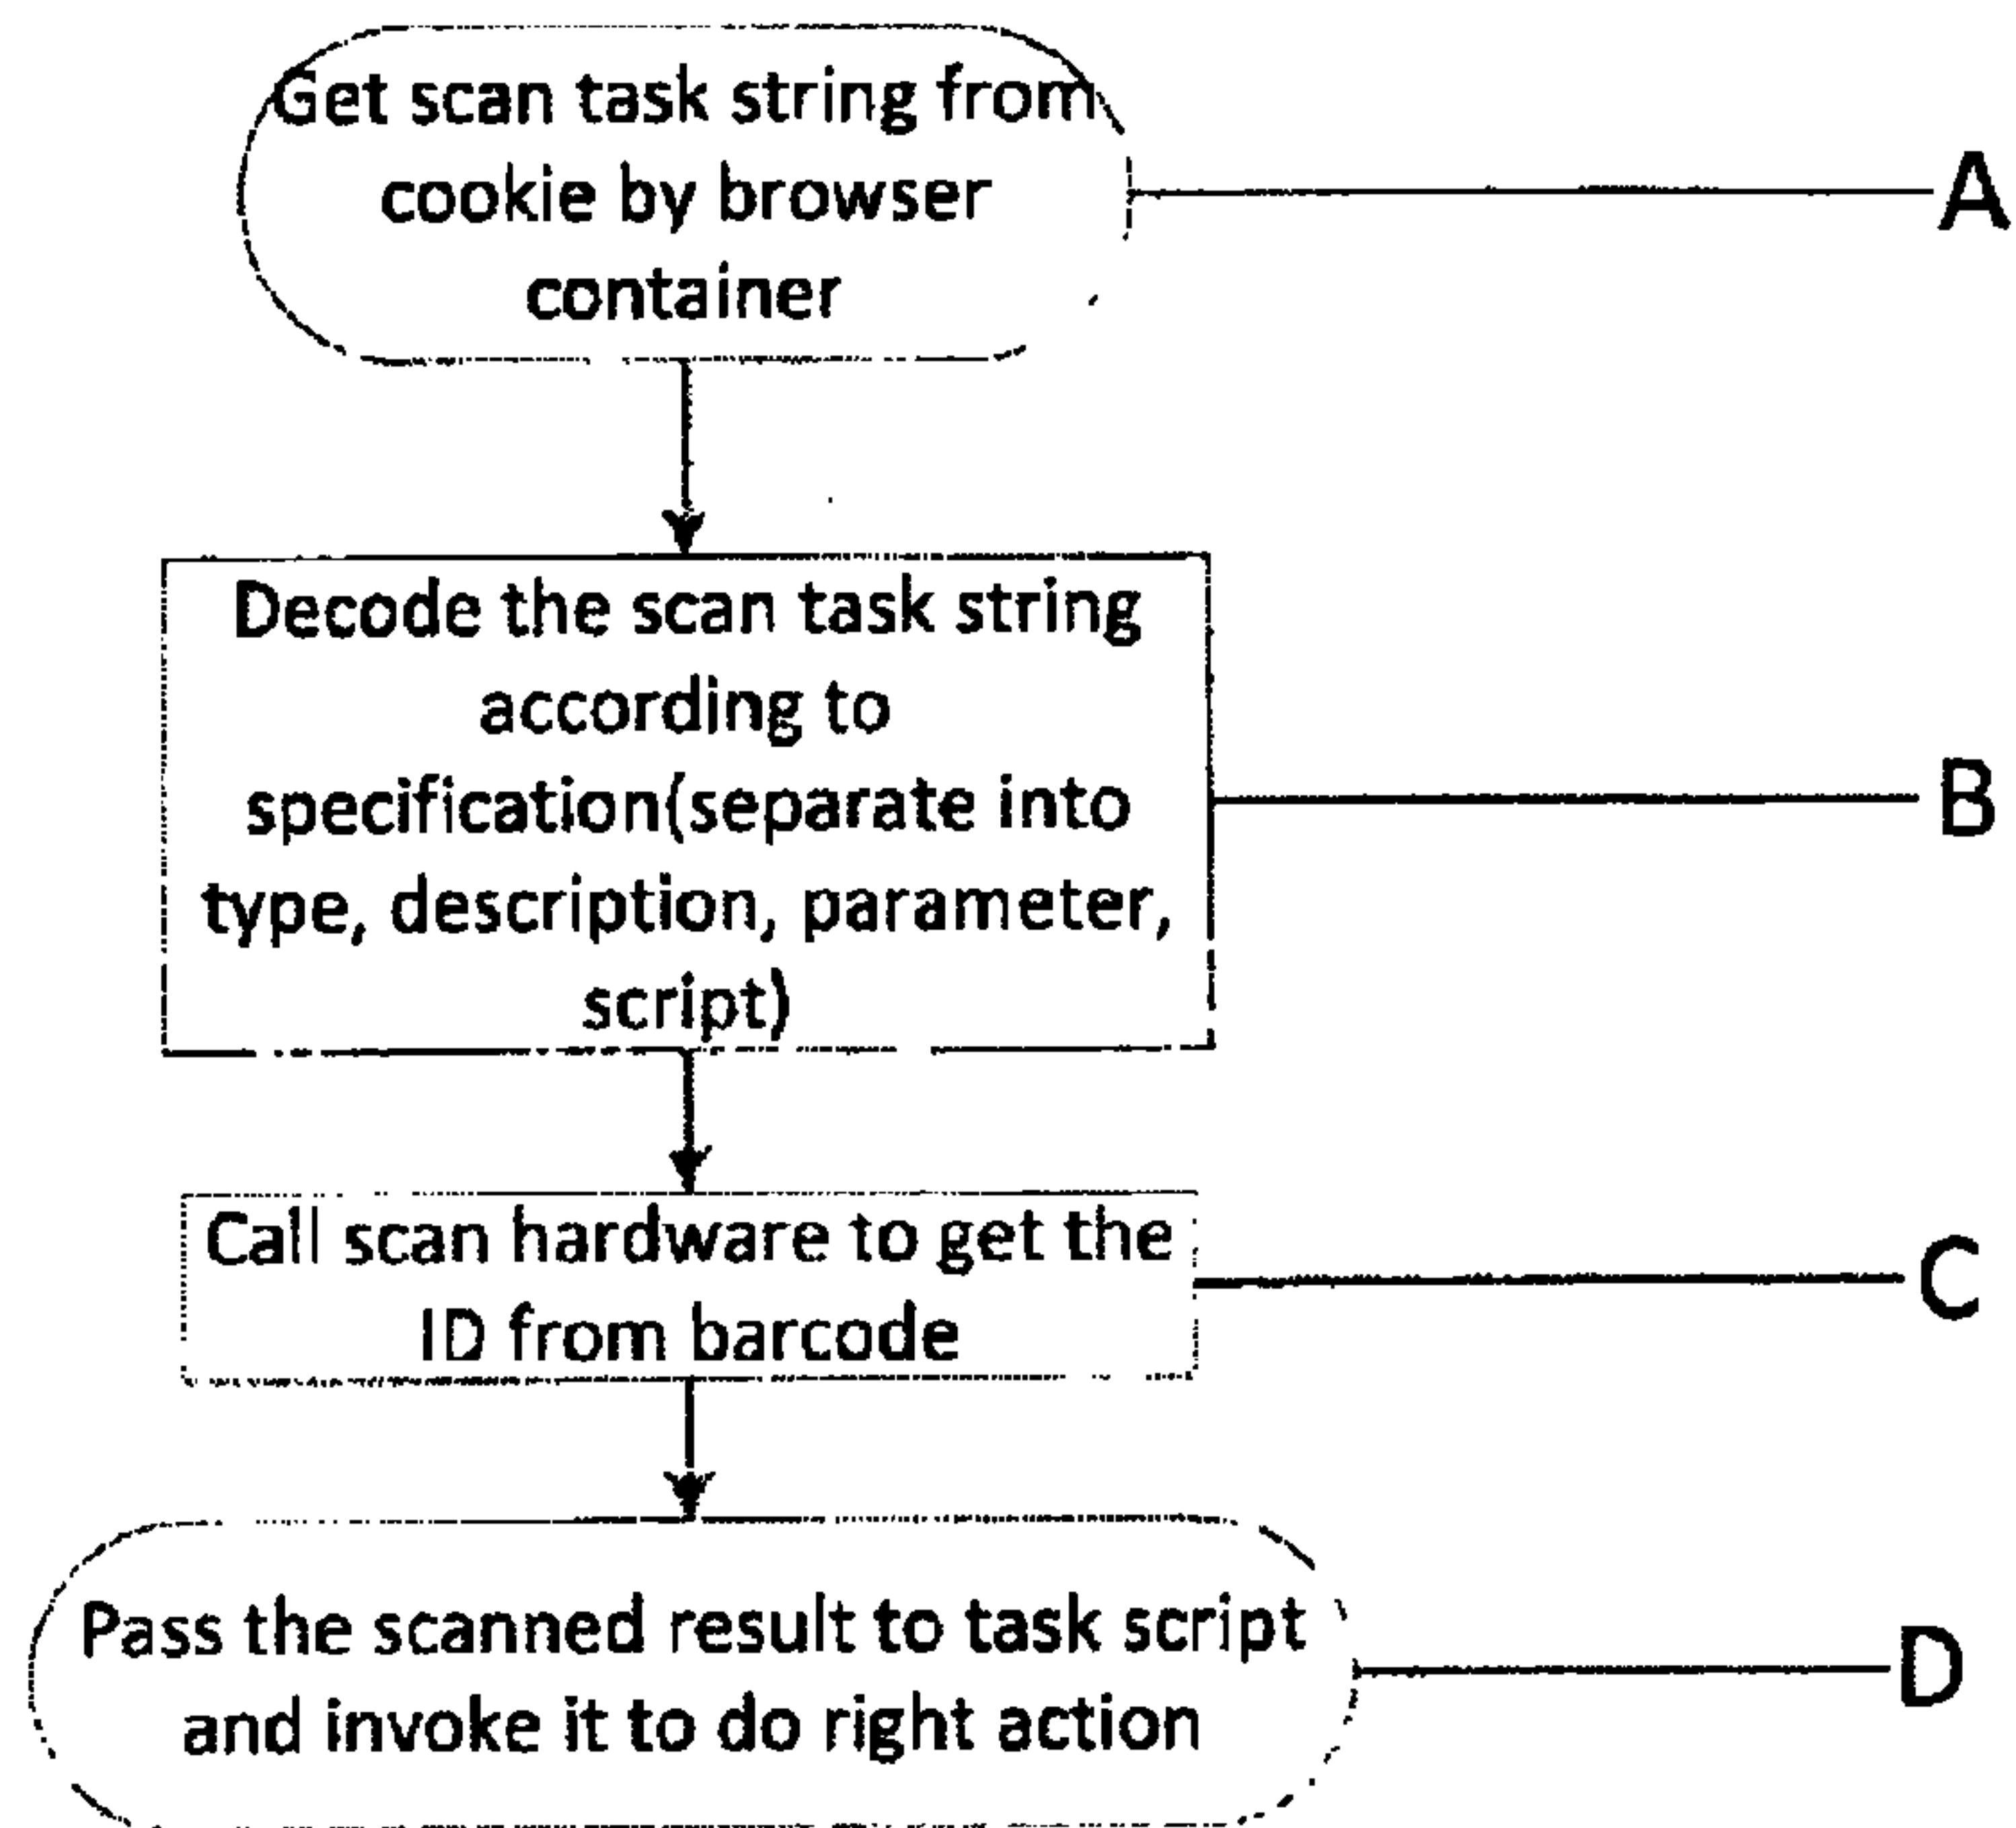 Get scan task string from
cookie by browser
container
A
Decode the scan task string
according to
specification(separate into
type, description, parameter,
script)
B
Call scan hardware to get the
ID from barcode
C
Pass the scanned result to task script
and invoke it to do right action
D